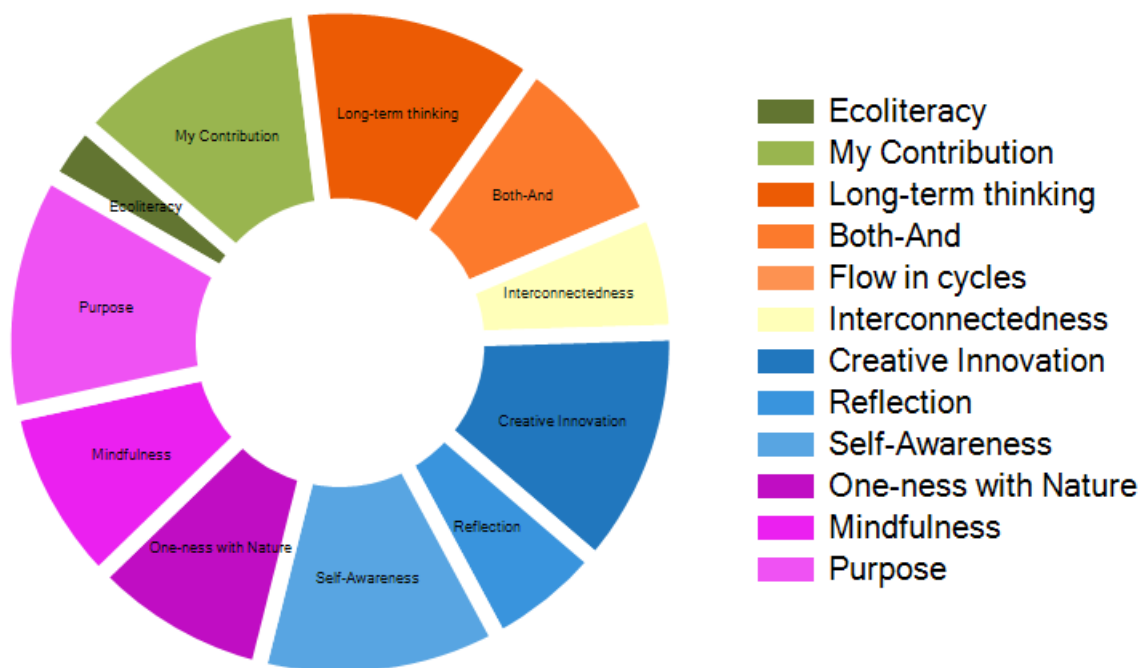 Long-term thinking
My Contribution
Both-And
Ecoliteracy
Interconnectedness
Purpose
Creative Innovation
Mindfulness
Reflection
One-ness with Nature
Self-Awareness
Ecoliteracy
My Contribution
Long-term thinking
Both-And
Flow in cycles
Interconnectedness
Creative Innovation
Reflection
Self-Awareness
One-ness with Nature
Mindfulness
Purpose